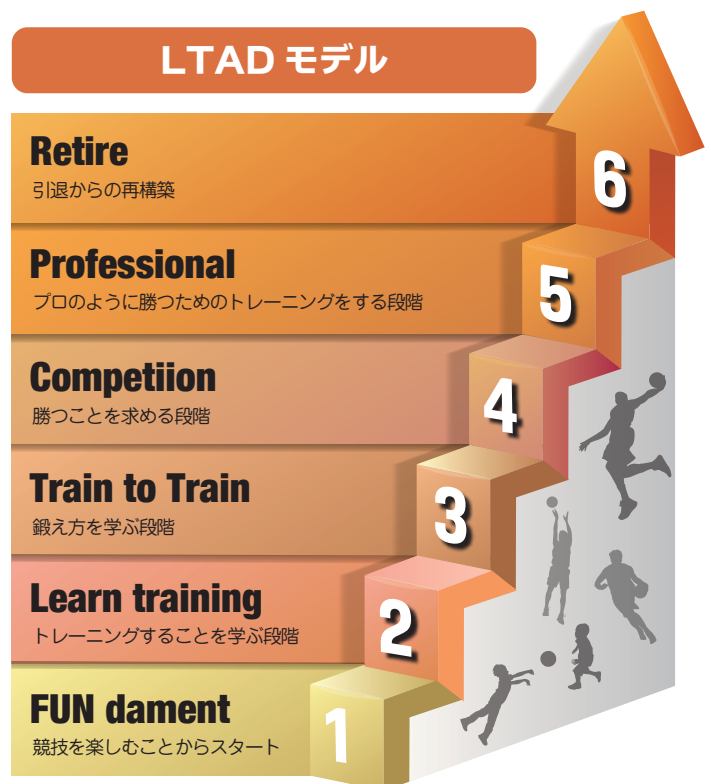 LTAD モデル
Retire
引退からの再構築
6
Professional
プロのように勝つためのトレーニングをする段階
5
Competiion
勝つことを求める段階
4
Train to Train
鍛え方を学ぶ段階
3
Learn training
トレーニングすることを学ぶ段階
2
FUN dament
競技を楽しむことからスタート
1